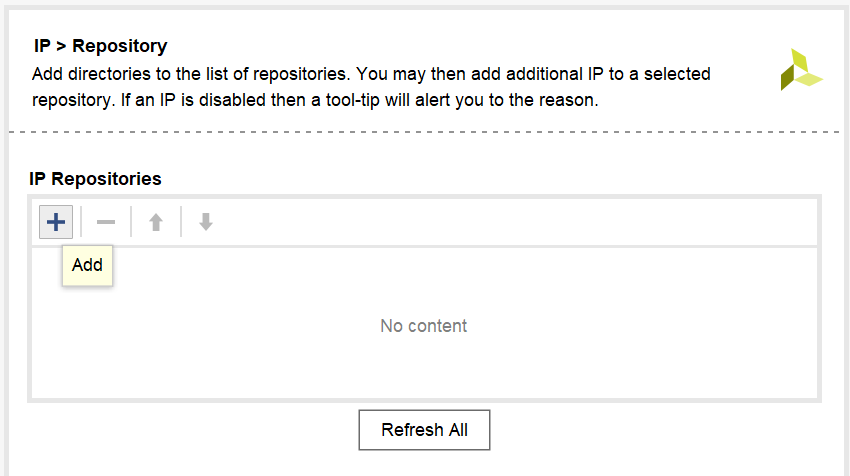 IP > Repository
Add directories to the list of repositories. You may then add additional IP to a selected
repository. If an IP is disabled then a tool-tip will alert you to the reason.
IP Repositories
Add
No content
Refresh All